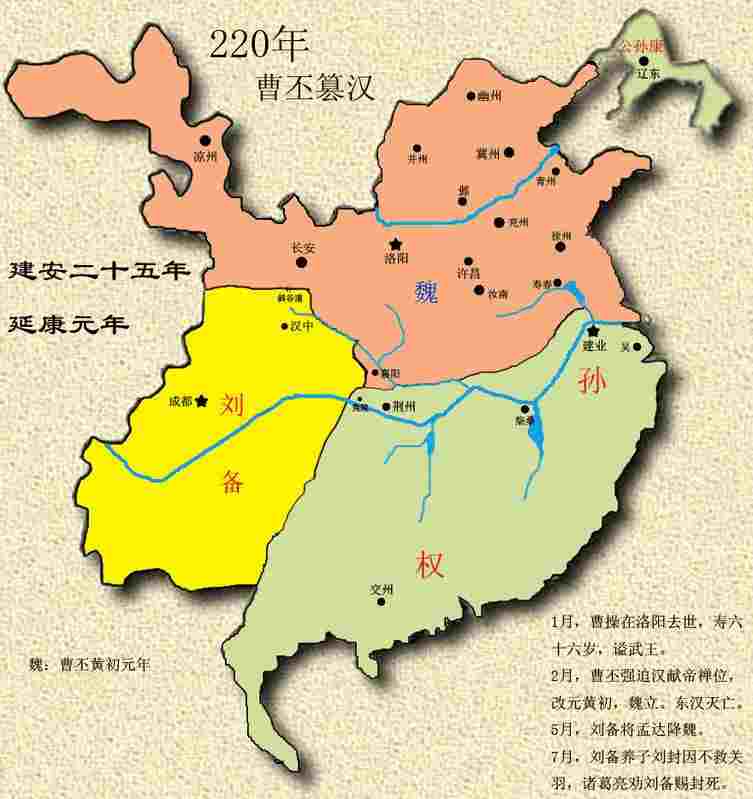 220年
曹丕篡汉
公孙康
辽东
幽州
凉州
并州
冀州
青州
邺
兖州
徐州
建安二十五年
长安
洛阳
许昌
寿春
魏
汝南
延康元年
汉中
建业
吴
襄阳
孙
成都
刘
荆州
柴桑
备
权
交州
1月，曹操在洛阳去世，寿六
十六岁，谥武王。
魏：曹丕黄初元年
2月，曹丕强迫汉献帝禅位，
改元黄初，魏立。东汉灭亡。
5月，刘备将孟达降魏。
7月，刘备养子刘封因不救关
羽，诸葛亮劝刘备赐封死。